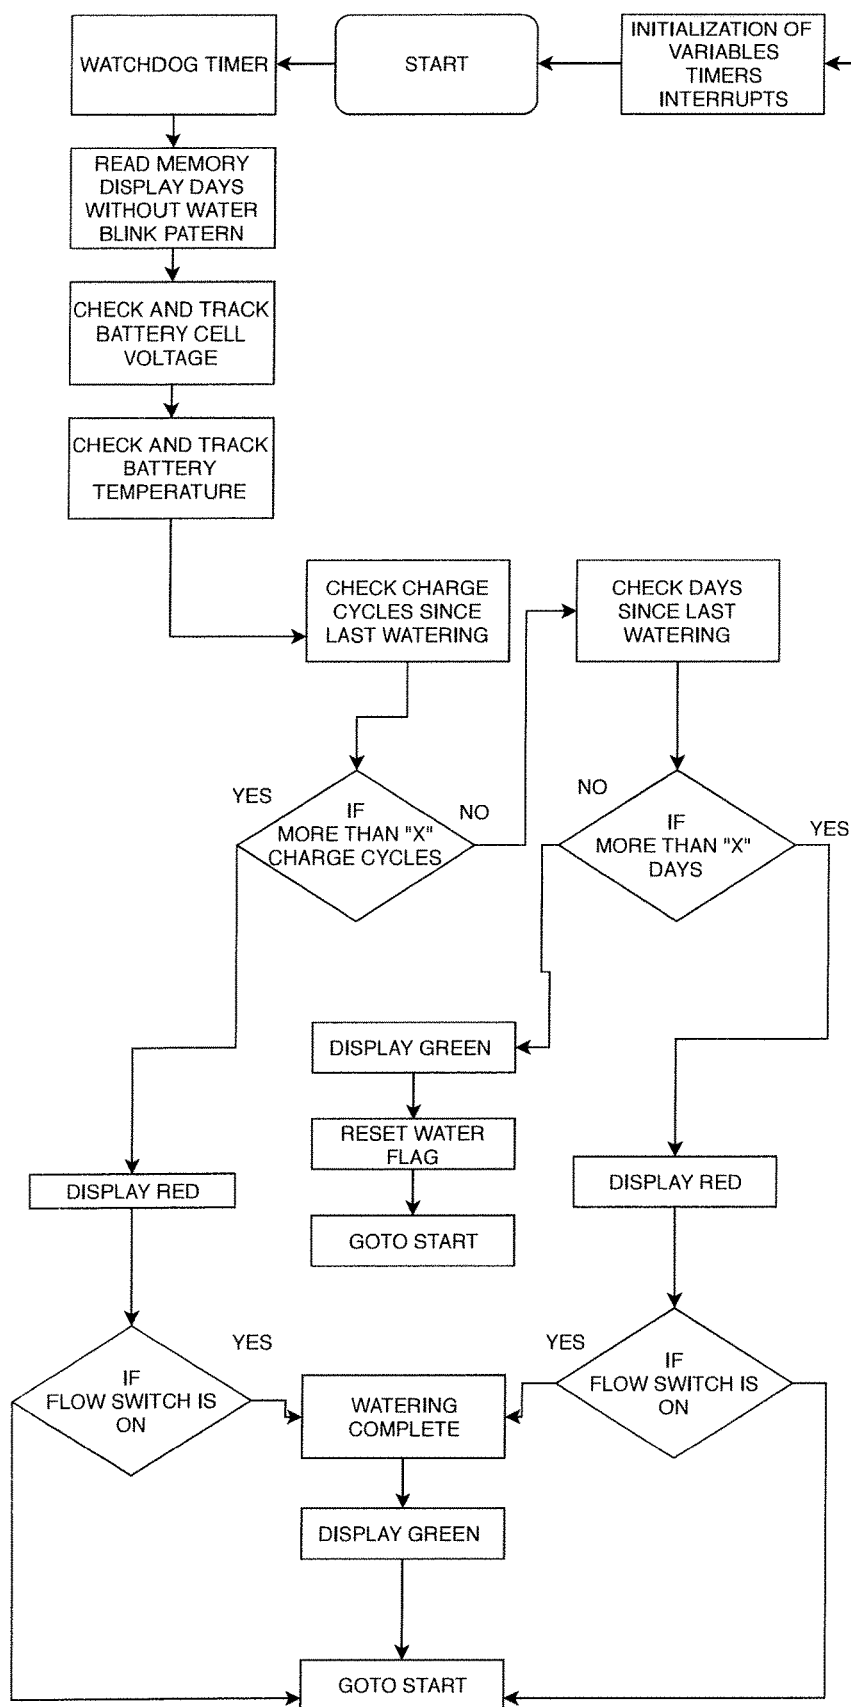 WATCHDOG TIMER
START
INITIALIZATION OF
VARIABLES
TIMERS
INTERRUPTS
READ MEMORY
DISPLAY DAYS
WITHOUT WATER
BLINK PATERN
CHECK AND TRACK
BATTERY CELL
VOLTAGE
CHECK AND TRACK
BATTERY
TEMPERATURE
CHECK CHARGE
CYCLES SINCE
LAST WATERING
CHECK DAYS
SINCE LAST
WATERING
YES
IF
MORE THAN "X"
CHARGE CYCLES
NO
NO
IF
MORE THAN "X"
DAYS
YES
DISPLAY GREEN
RESET WATER
FLAG
GOTO START
DISPLAY RED
DISPLAY RED
IF
FLOW SWITCH IS
ON
YES
YES
IF
FLOW SWITCH IS
ON
WATERING
COMPLETE
DISPLAY GREEN
GOTO START